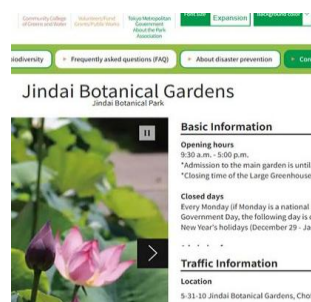 Community College
of Greens and Water
Volunteers/Fund
Grants/Public Works
Tokyo Metropolitan
Government
About the Park
Association
Font size
Expansion
Background color
iodiversity
Frequently asked questions (FAQ)
About disaster prevention
Con
Jindai Botanical Gardens
Jindai Botanical Park
Basic Information
Opening hours
9:30 a.m. - 5:00 p.m.
*Admission to the main garden is until
*Closing time of the Large Greenhouse
Closed days
Every Monday (if Monday is a national
Government Day, the following day is c
New Year's holidays (December 29 - Ja
Traffic Information
Location
5-31-10 Jindai Botanical Gardens, Cho